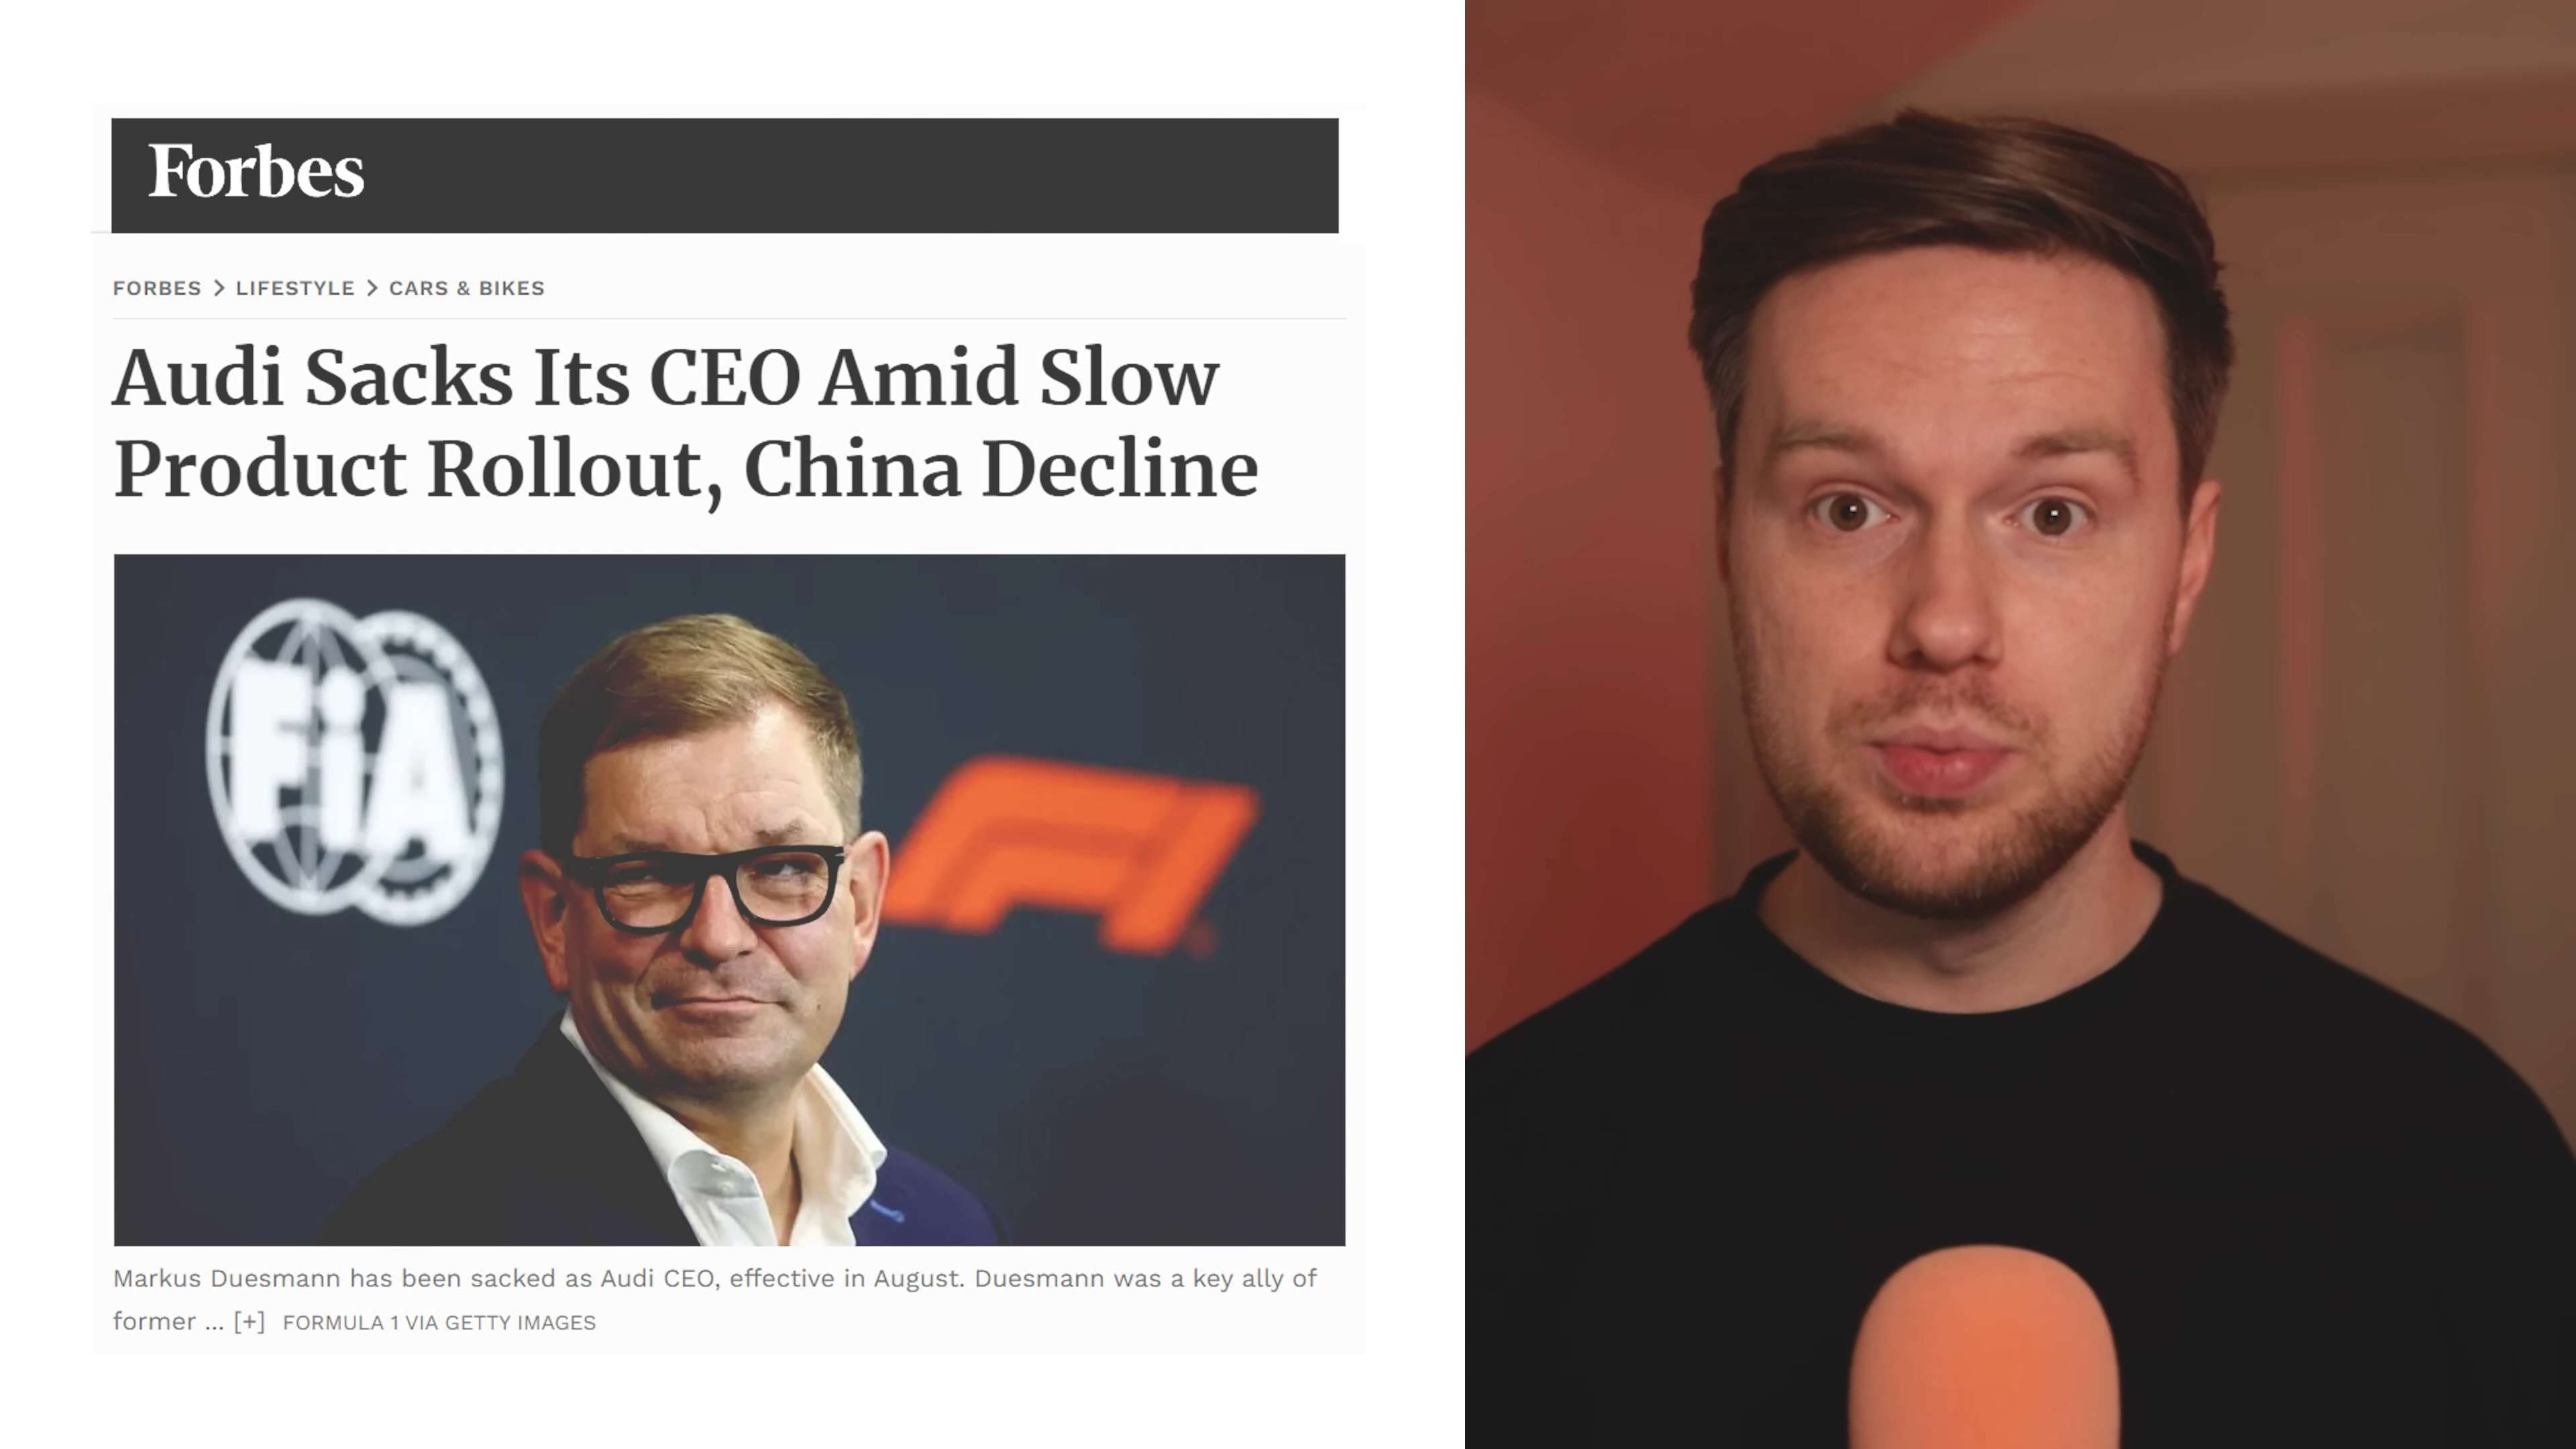 Forbes
FORBES > LIFESTYLE > CARS & BIKES
Audi Sacks Its CEO Amid Slow
Product Rollout, China Decline
FiA
F1
Markus Duesmann has been sacked as Audi CEO, effective in August. Duesmann was a key ally of
former ... [+] FORMULA 1 VIA GETTY IMAGES